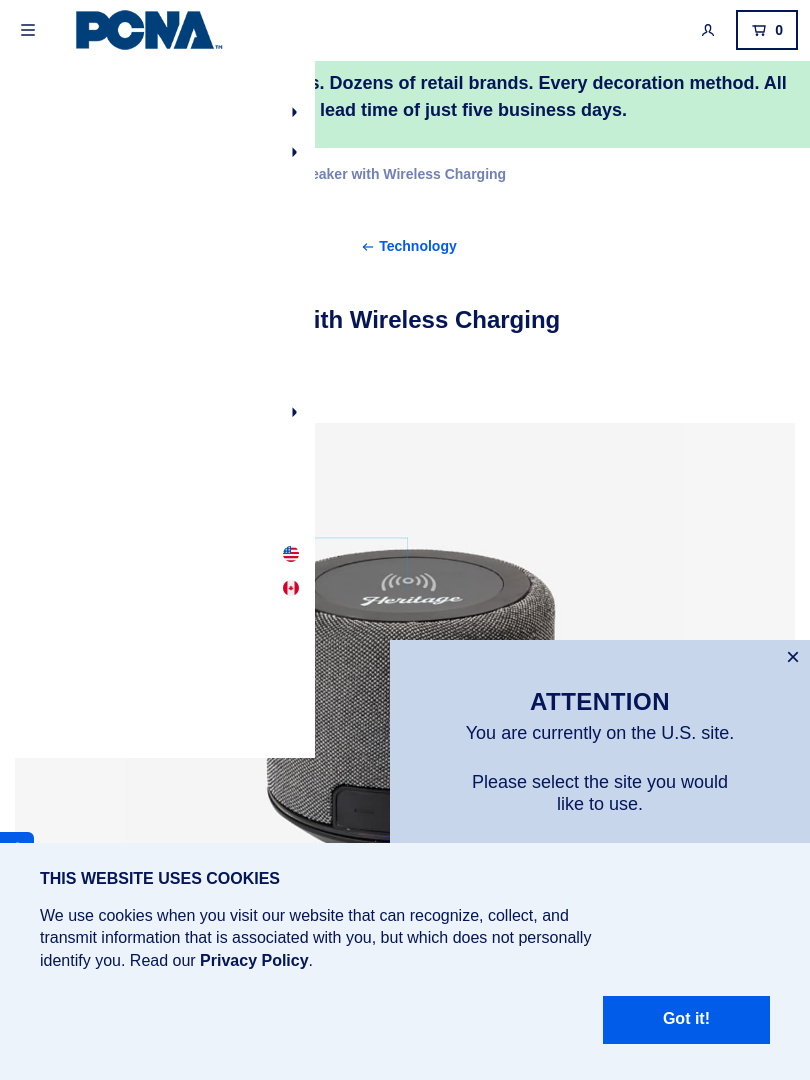 PCNA™
0
s. Dozens of retail brands. Every decoration method. All
lead time of just five business days.
eaker with Wireless Charging
← Technology
ith Wireless Charging
Heritage
×
ATTENTION
You are currently on the U.S. site.
Please select the site you would
like to use.
THIS WEBSITE USES COOKIES
We use cookies when you visit our website that can recognize, collect, and
transmit information that is associated with you, but which does not personally
identify you. Read our Privacy Policy.
Got it!